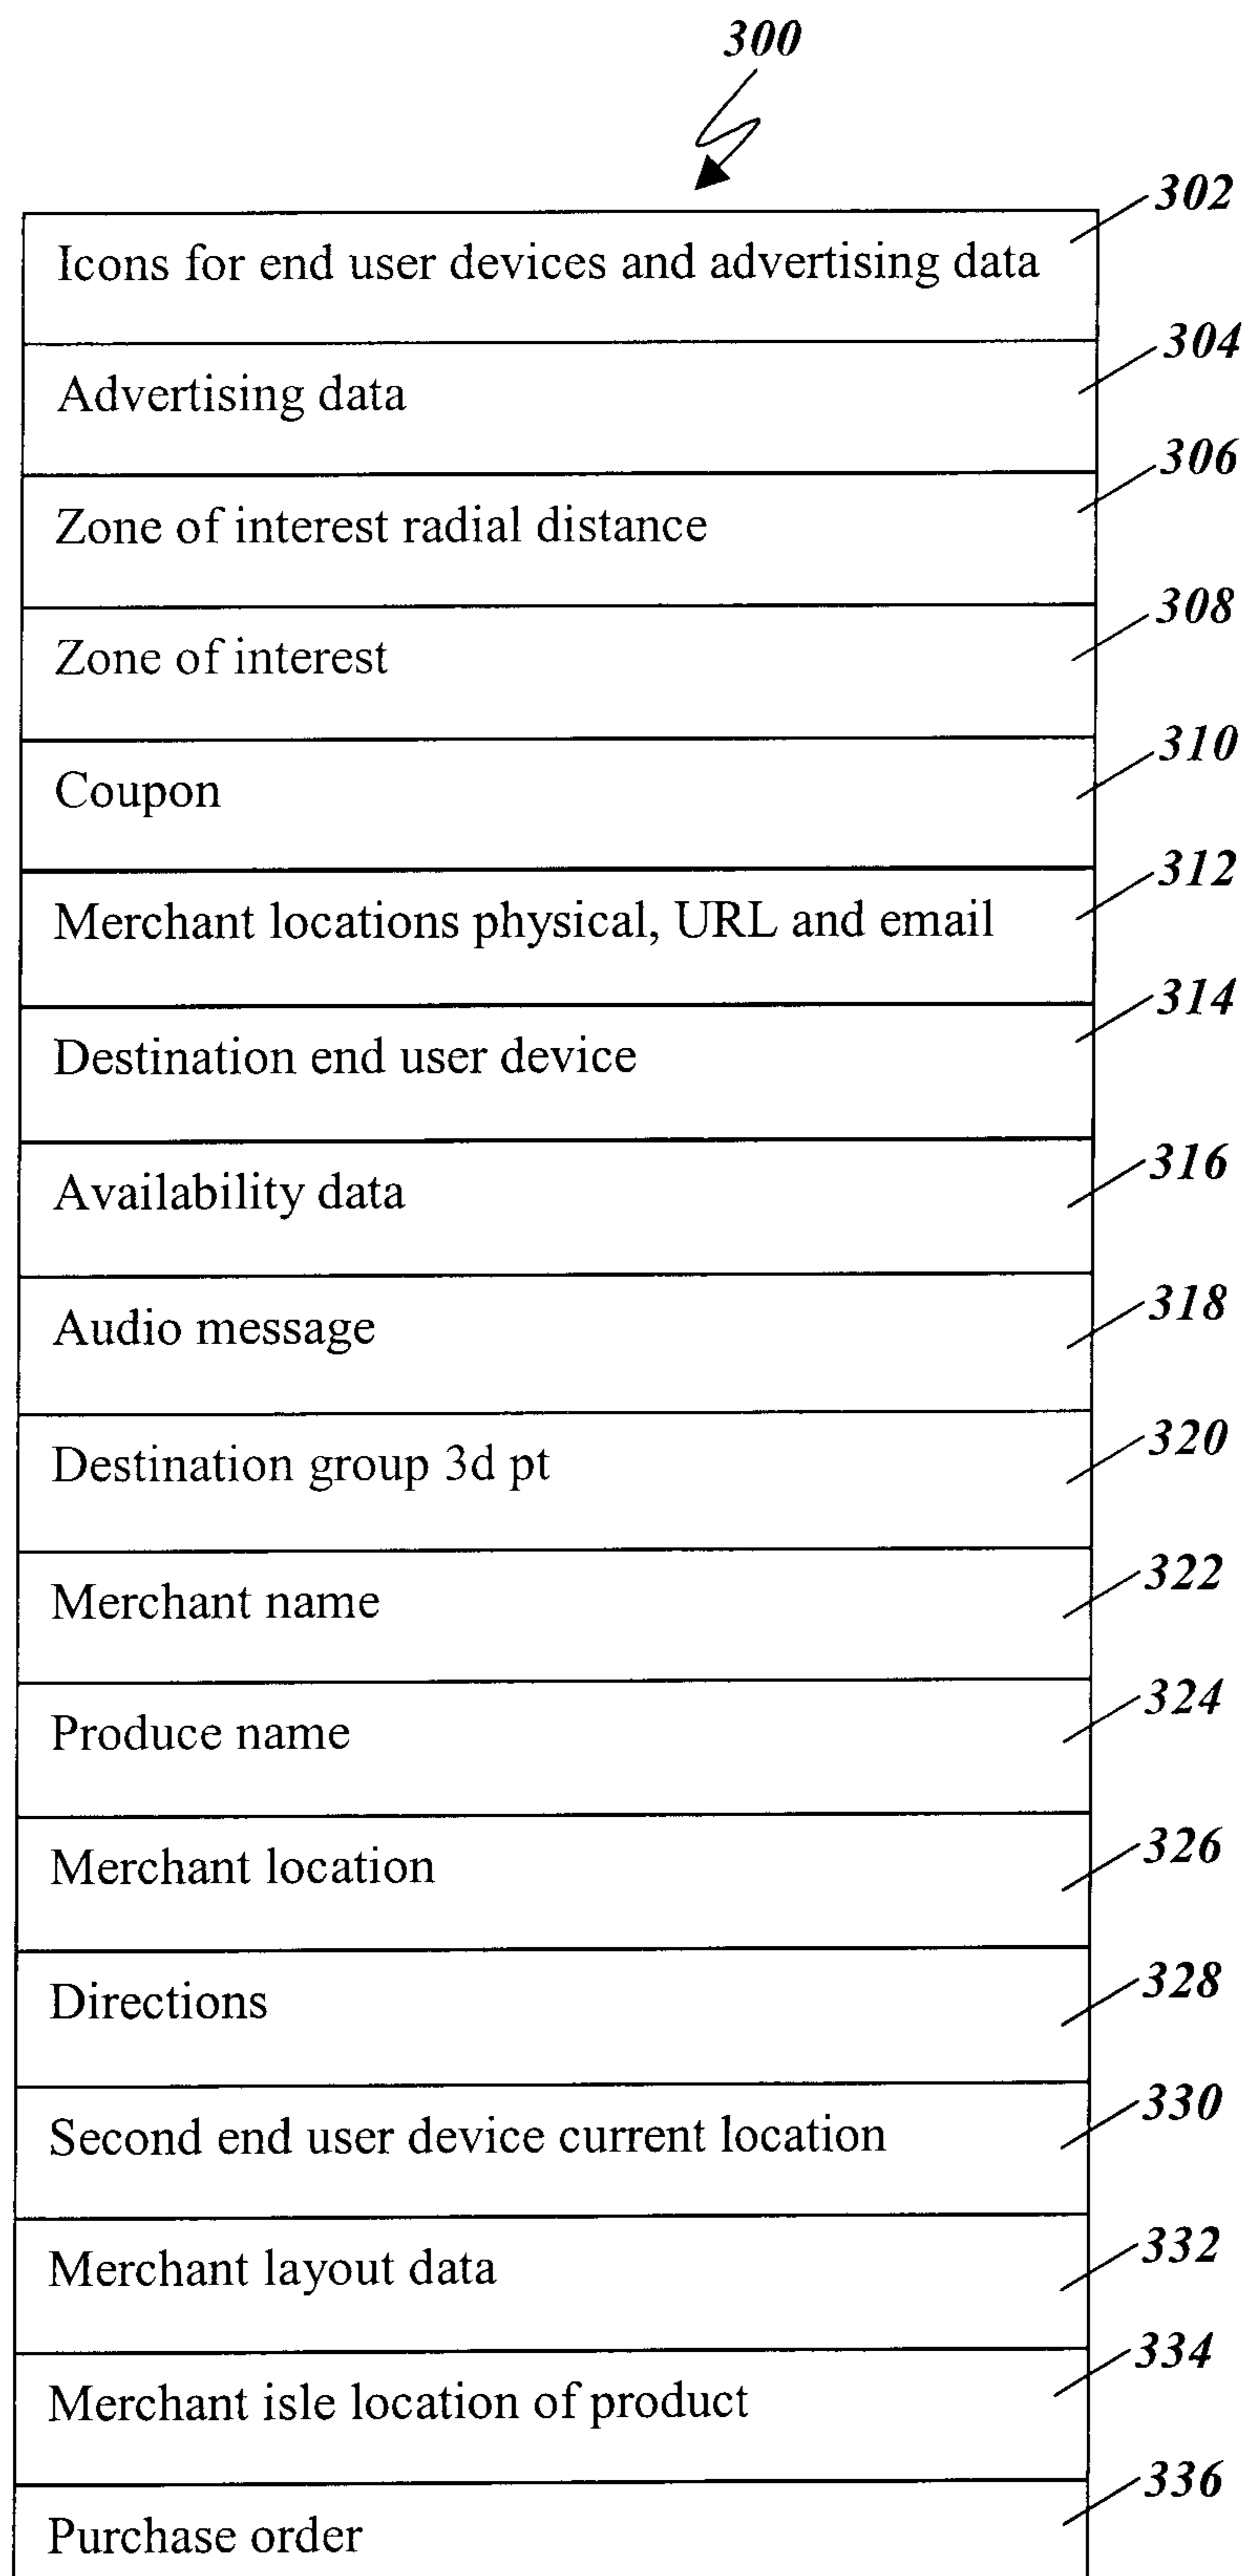 300
302
Icons for end user devices and advertising data
304
Advertising data
306
Zone of interest radial distance
308
Zone of interest
310
Coupon
312
Merchant locations physical, URL and email
314
Destination end user device
316
Availability data
318
Audio message
320
Destination group 3d pt
322
Merchant name
324
Produce name
326
Merchant location
328
Directions
330
Second end user device current location
332
Merchant layout data
334
Merchant isle location of product
336
Purchase order